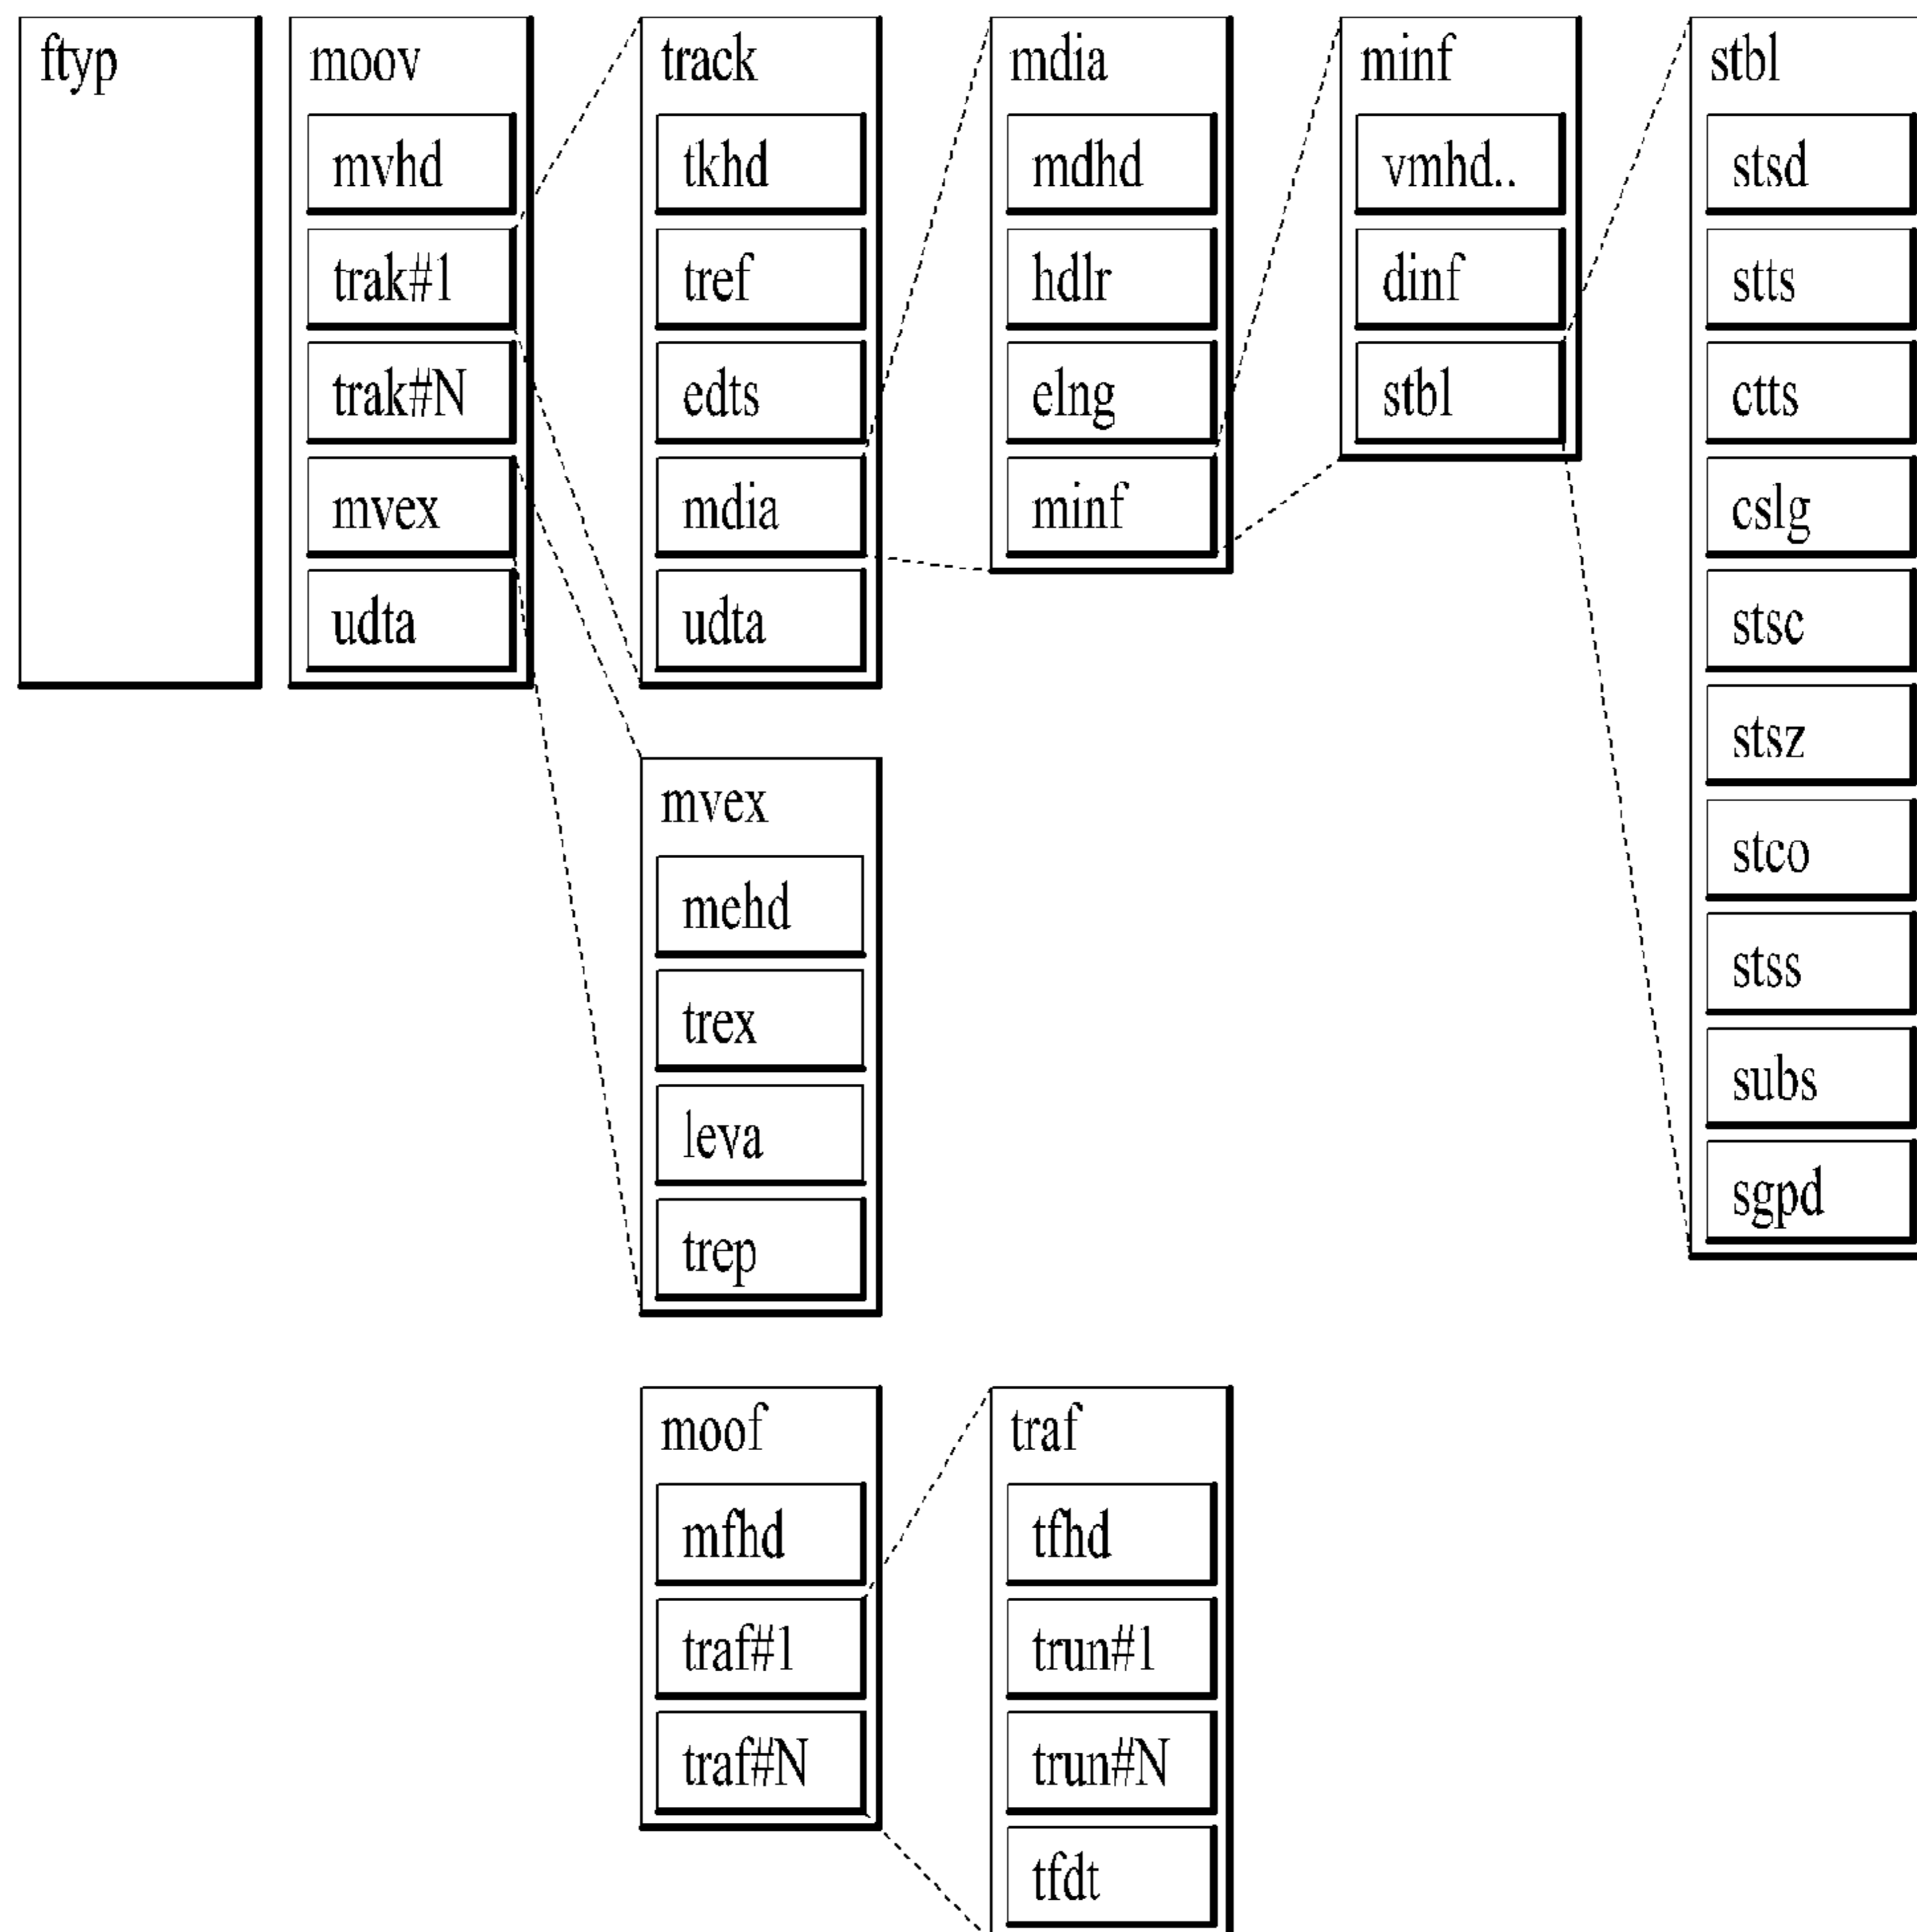 ftyp
moov
mvhd
trak#1
trak#N
mvex
udta
track
tkhd
tref
edts
mdia
udta
mdia
mdhd
hdlr
elng
minf
minf
vmhd..
dinf
stbl
stbl
stsd
stts
ctts
cslg
stsc
stsz
stco
stss
subs
sgpd
mvex
mehd
trex
leva
trep
moof
mfhd
traf#1
traf#N
traf
tfhd
trun#1
trun#N
tfdt